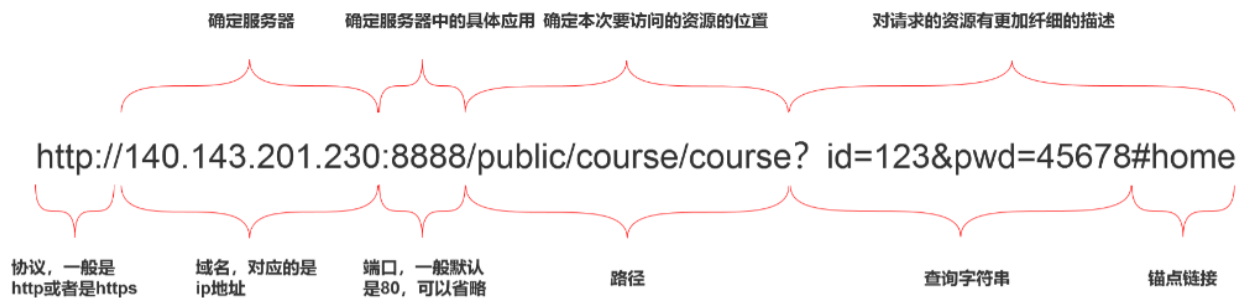 确定服务器
确定服务器中的具体应用
确定本次要访问的资源的位置
对请求的资源有更加纤细的描述
http://140.143.201.230:8888/public/course/course？id=123&pwd=45678#home
协议，一般是
http或者是https
域名，对应的是
ip地址
端口，一般默认
是80，可以省略
路径
查询字符串
锚点链接